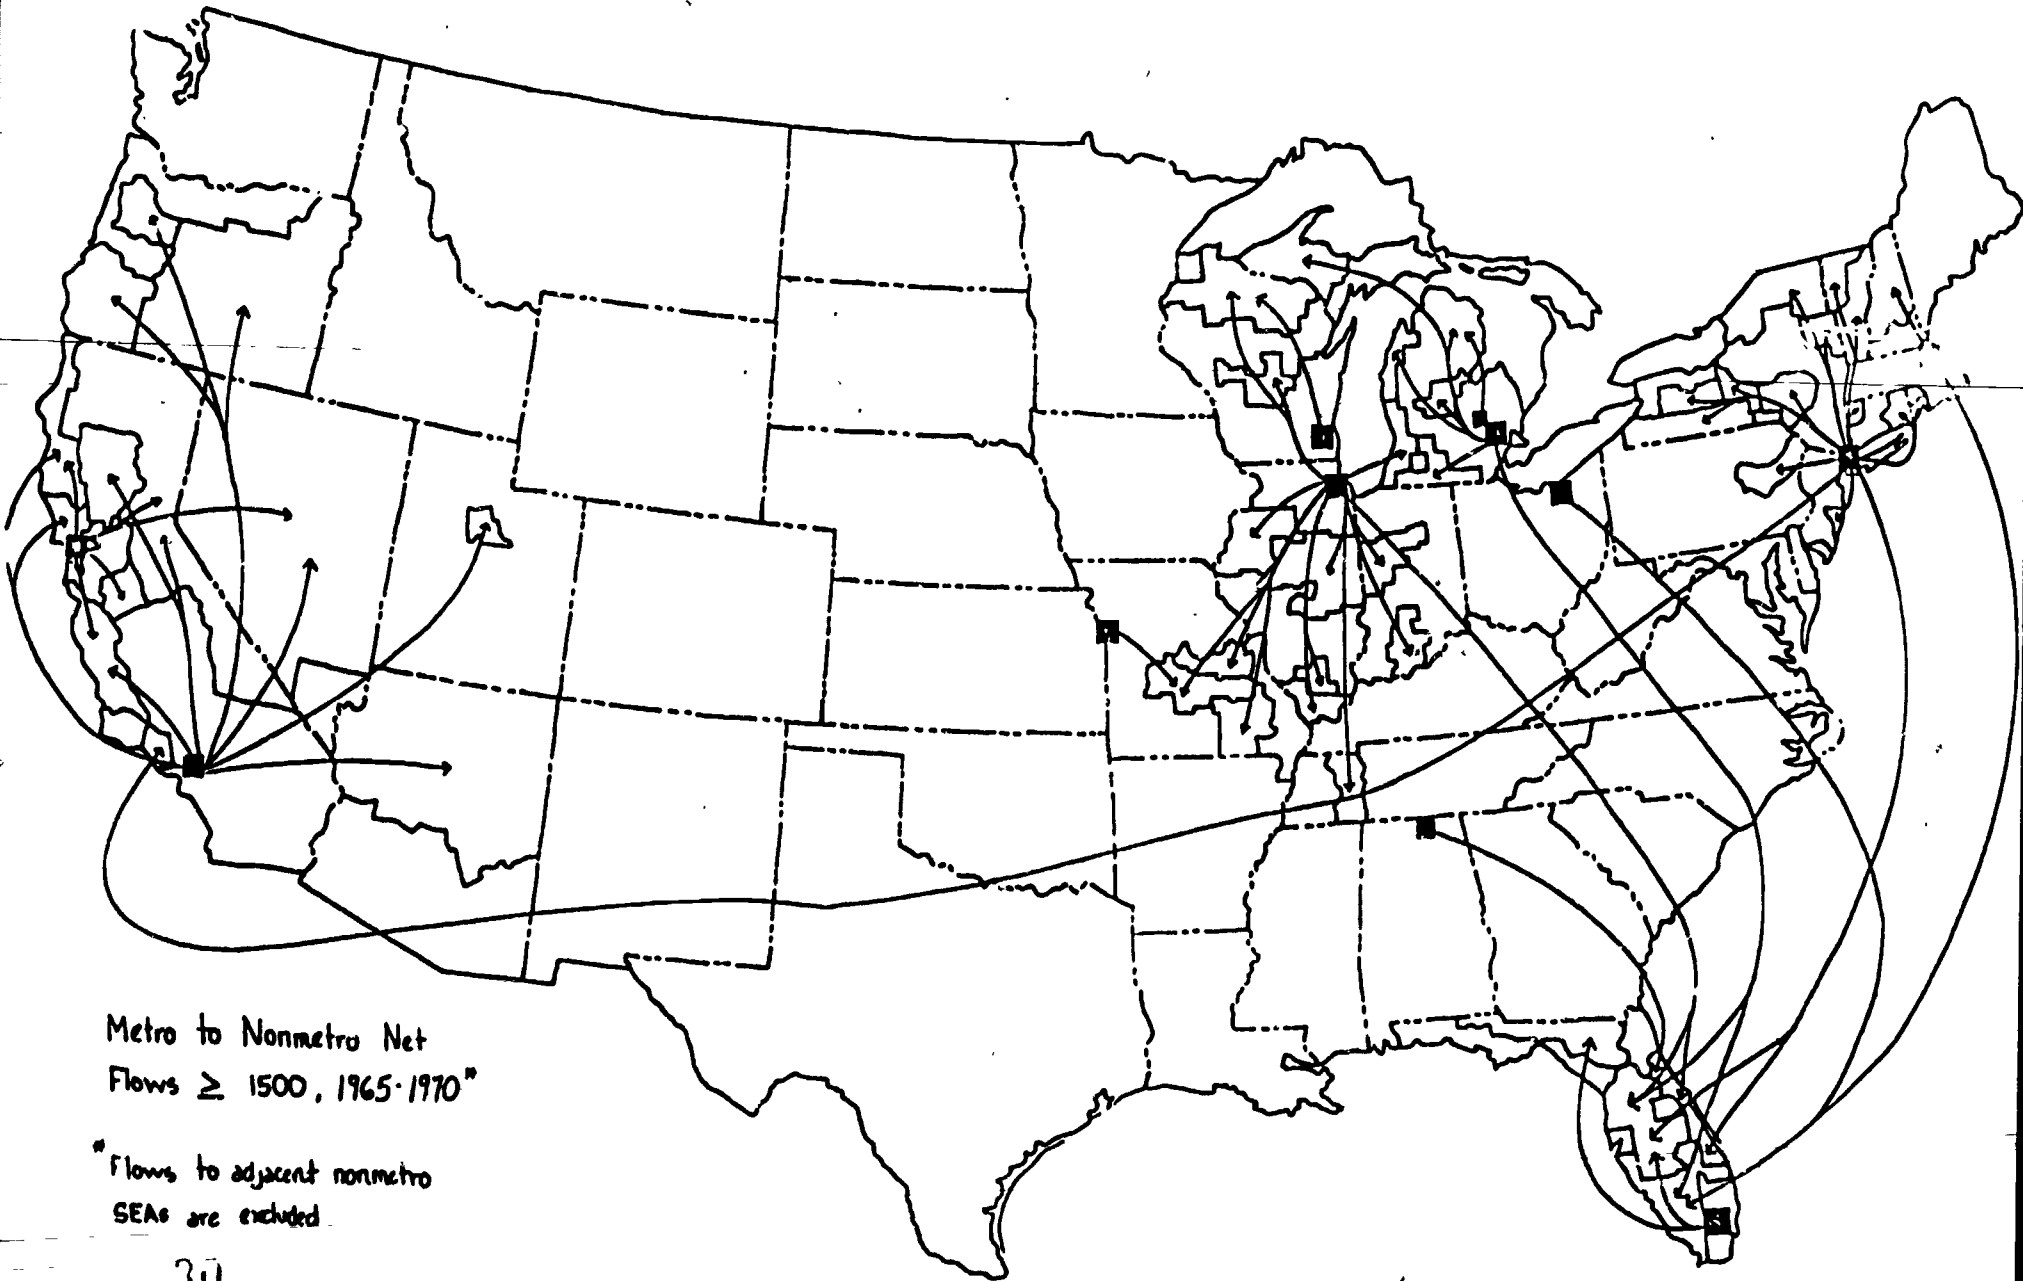 Metro to Nonmetro Net
Flows ≥ 1500, 1965-1970*
*Flows to adjacent nonmetro
SEAs are excluded